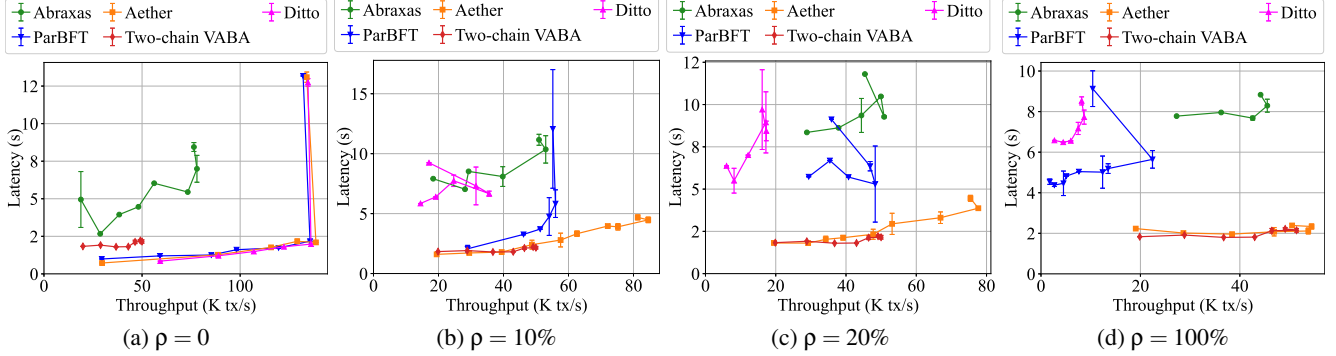 Abraxas Aether Ditto
ParBFT Two-chain VABA
Latency (s)
12
10
8
5
2
0
0 50 100
Throughput (K tx/s)
(a) ρ = 0
Abraxas Aether Ditto
ParBFT Two-chain VABA
Latency (s)
20
15
10
5
0
0 20 40 60 80
Throughput (K tx/s)
(b) ρ = 10%
Abraxas Aether Ditto
ParBFT Two-chain VABA
Latency (s)
12
10
8
5
2
0
0 20 40 60 80
Throughput (K tx/s)
(c) ρ = 20%
Abraxas Aether Ditto
ParBFT Two-chain VABA
Latency (s)
10
8
6
4
2
0
0 20 40
Throughput (K tx/s)
(d) ρ = 100%